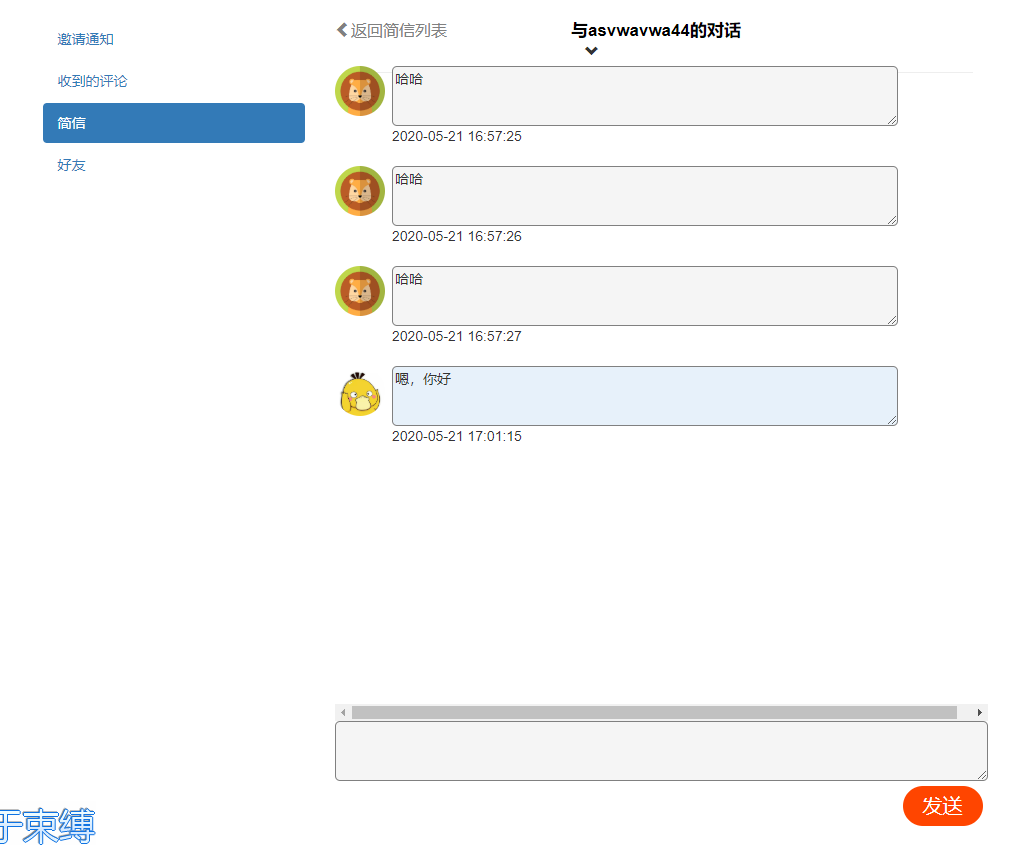 邀请通知
收到的评论
简信
好友
返回简信列表
与asvwavwa44的对话
哈哈
2020-05-21 16:57:25
哈哈
2020-05-21 16:57:26
哈哈
2020-05-21 16:57:27
嗯，你好
2020-05-21 17:01:15
发送
于束缚